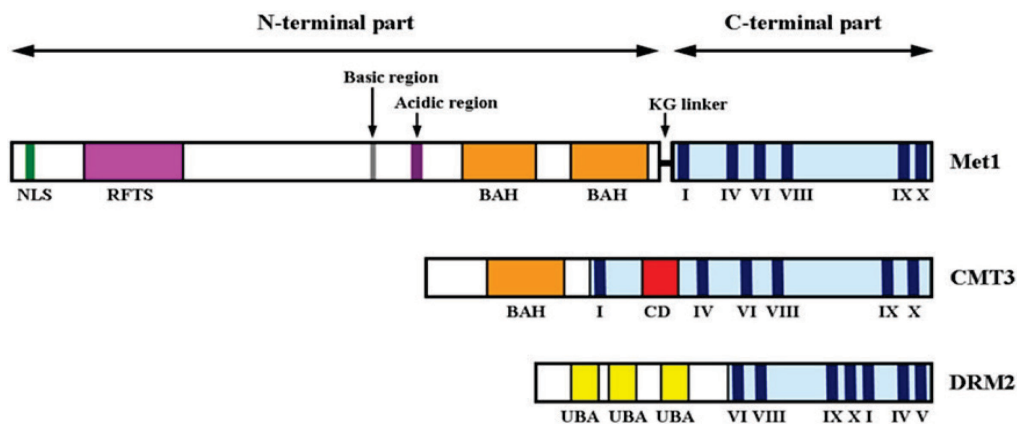 N-terminal part C-terminal part
Basic region
Acidic region KG linker
Met1
NLS RFTS BAH BAH I IV VI VIII IX X
CMT3
BAH I CD IV VI VIII IX X
DRM2
UBA UBA UBA VI VIII IX X I IV V